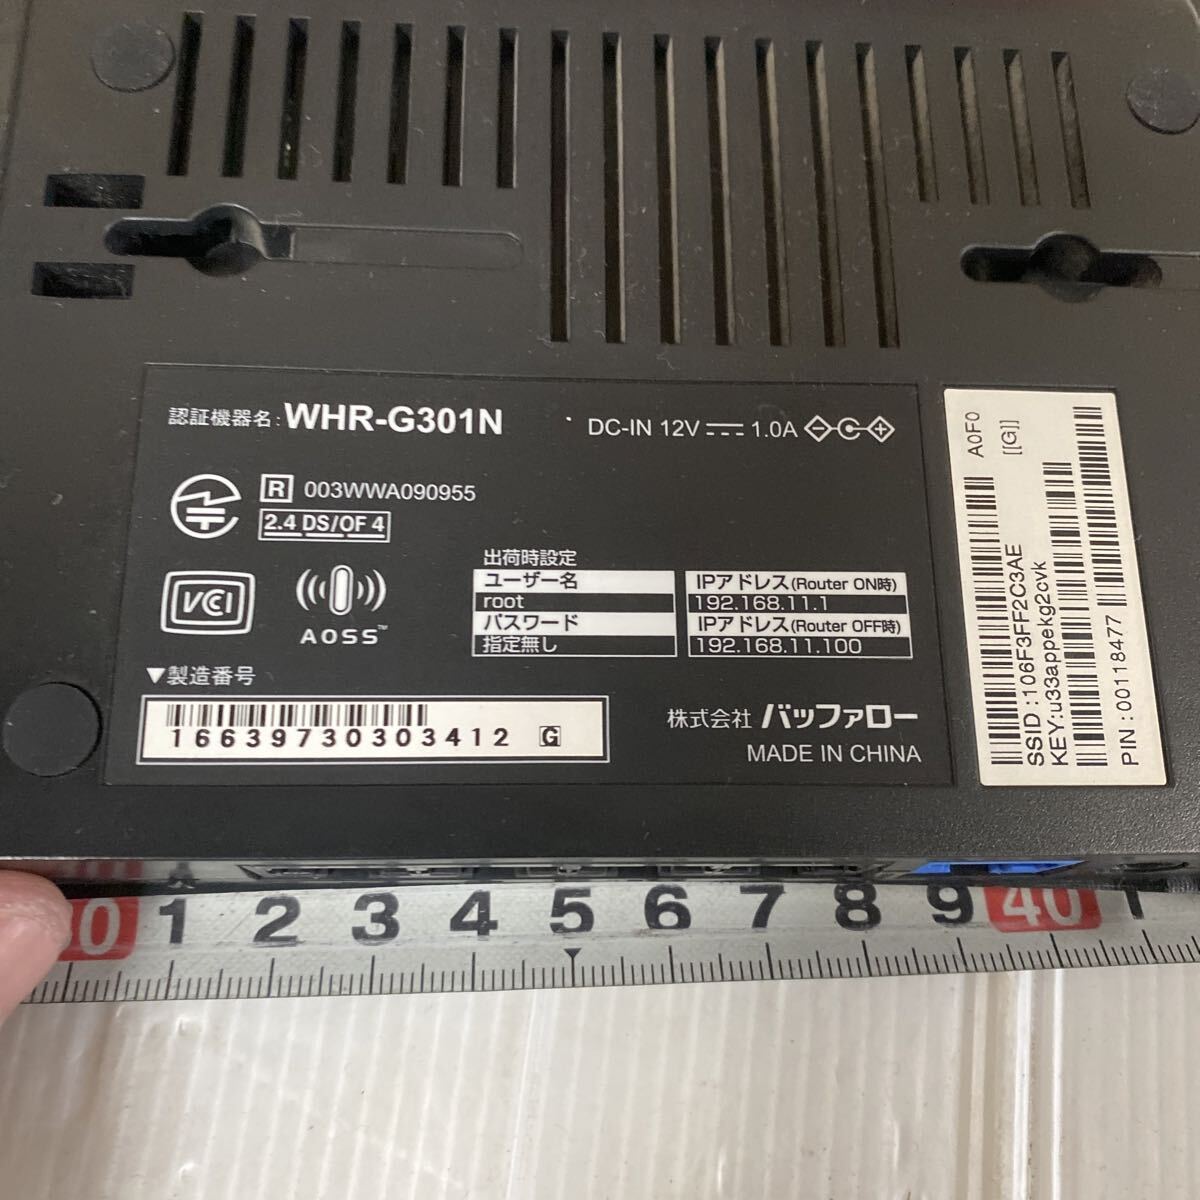 認証機器名: WHR-G301N
DC-IN 12V 1.0A
R 003WWA090955
2.4 DS/OF 4
VCCI
AOSS™
出荷時設定
ユーザー名
root
パスワード
指定無し
IPアドレス(Router ON時)
192.168.11.1
IPアドレス(Router OFF時)
192.168.11.100
▼製造番号
16639730303412 G
株式会社 バッファロー
MADE IN CHINA
A0F0
[[G]]
SSID:106F3FF2C3AE
KEY:u33appekg2cvk
PIN:00118477
1 2 3 4 5 6 7 8 9 40 1